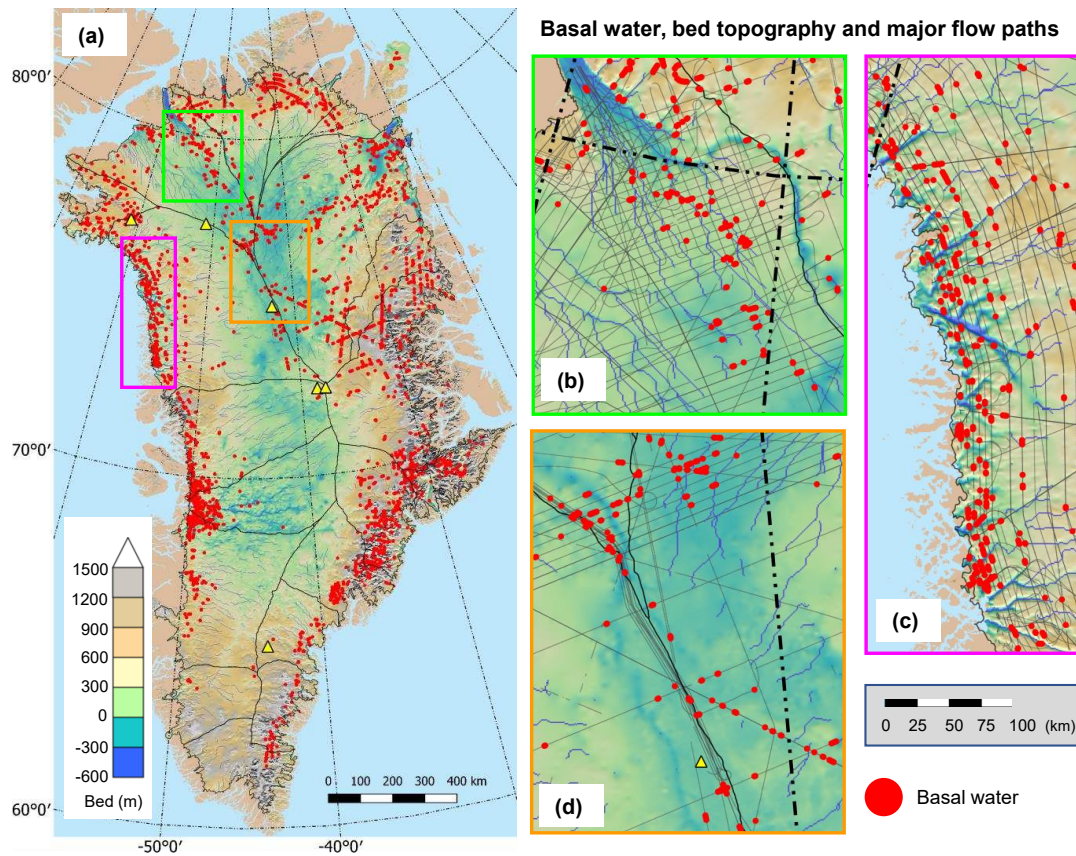 Basal water, bed topography and major flow paths
(a)
80°0'
70°0'
60°0'
-50°0'
-40°0'
1500
1200
900
600
300
0
-300
-600
Bed (m)
0 100 200 300 400 km
(b)
(c)
(d)
0 25 50 75 100 (km)
Basal water